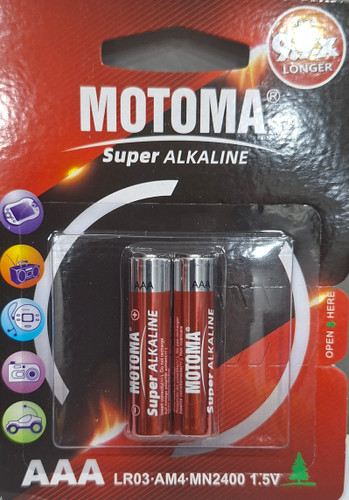 LONGER
MOTOMA®
Super ALKALINE
AAA
AAA
MOTOMA
Super ALKALINE
MOTOMA
Super ALKALINE
OPEN HERE
AAA LR03·AM4·MN2400 1.5V